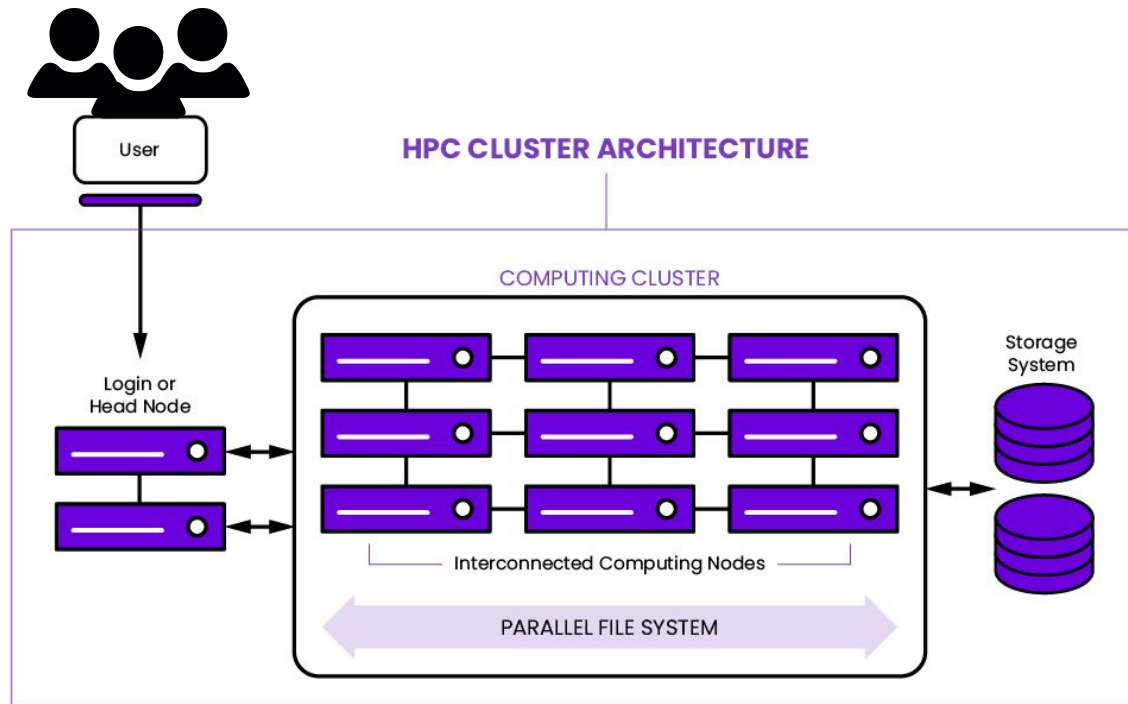 User
HPC CLUSTER ARCHITECTURE
COMPUTING CLUSTER
Login or
Head Node
Interconnected Computing Nodes
PARALLEL FILE SYSTEM
Storage
System